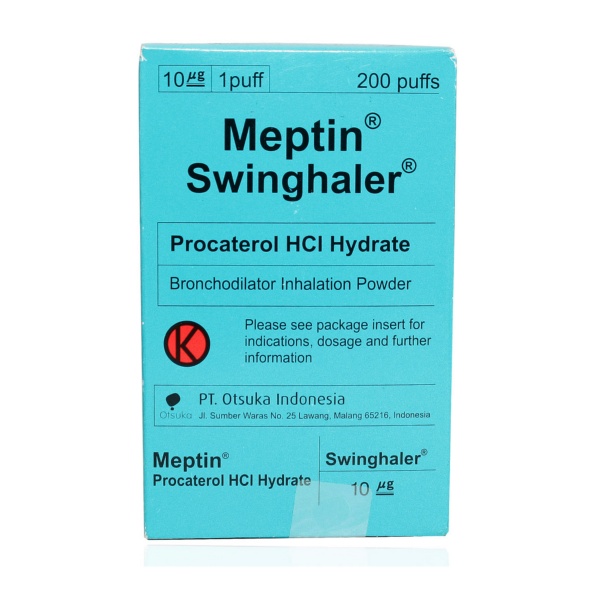 10 µg 1puff 200 puffs
Meptin®
Swinghaler®
Procaterol HCl Hydrate
Bronchodilator Inhalation Powder
K
Please see package insert for
indications, dosage and further
information
Otsuka
PT. Otsuka Indonesia
Jl. Sumber Waras No. 25 Lawang, Malang 65216, Indonesia
Meptin®
Procaterol HCl Hydrate
Swinghaler®
10 µg